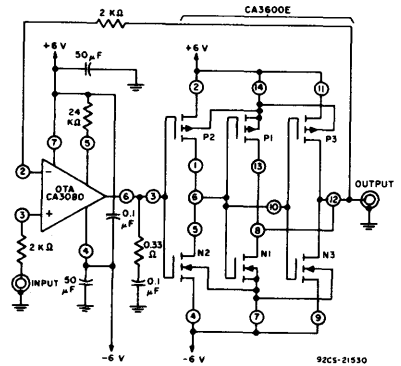 2 KΩ
CA3600E
+6 V
50 μF
+6 V
2
14
11
24 KΩ
P2
P1
P3
7
5
1
13
OTA
CA3080
2
−
6
3
6
10
12
OUTPUT
3
+
0.1 μF
5
8
4
0.33 Ω
N2
N1
N3
2 KΩ
INPUT
50 μF
0.1 μF
4
7
9
−6 V
−6 V
92CS-21530